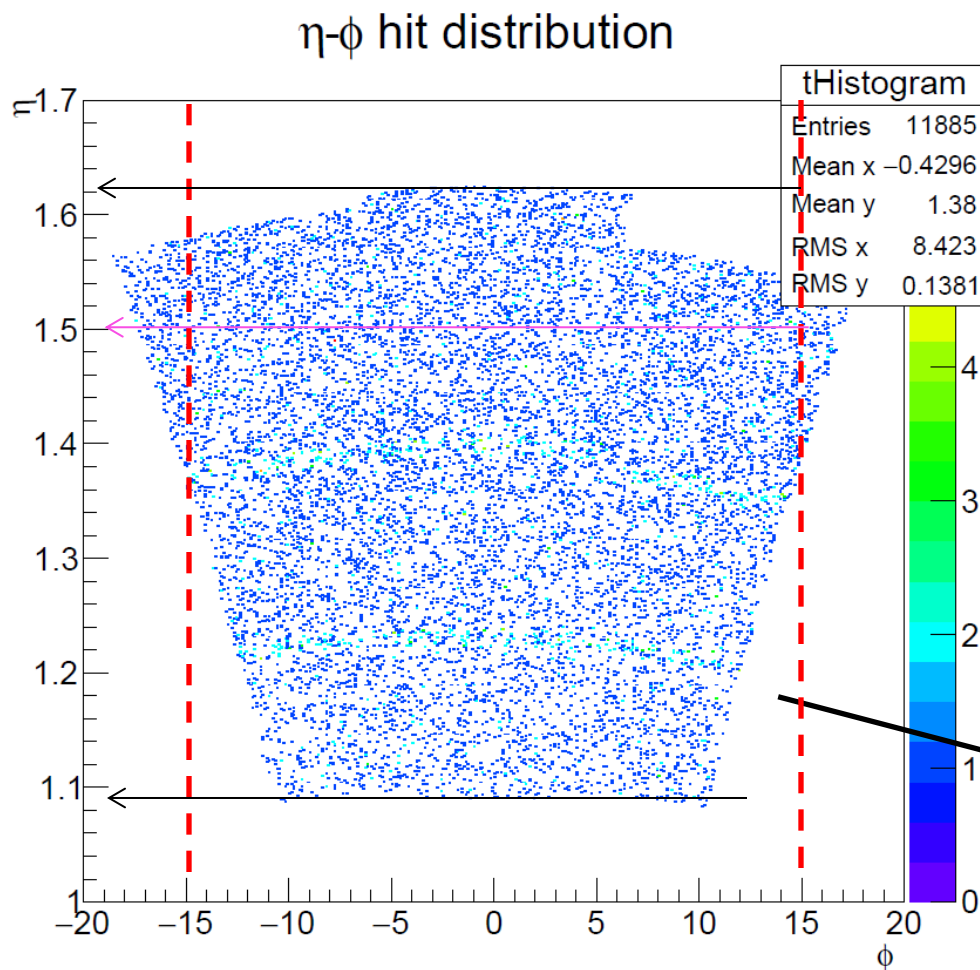 η-ϕ hit distribution
tHistogram
Entries 11885
Mean x −0.4296
Mean y 1.38
RMS x 8.423
RMS y 0.1381
η
1.7
1.6
1.5
1.4
1.3
1.2
1.1
1
−20 −15 −10 −5 0 5 10 15 20
ϕ
4
3
2
1
0